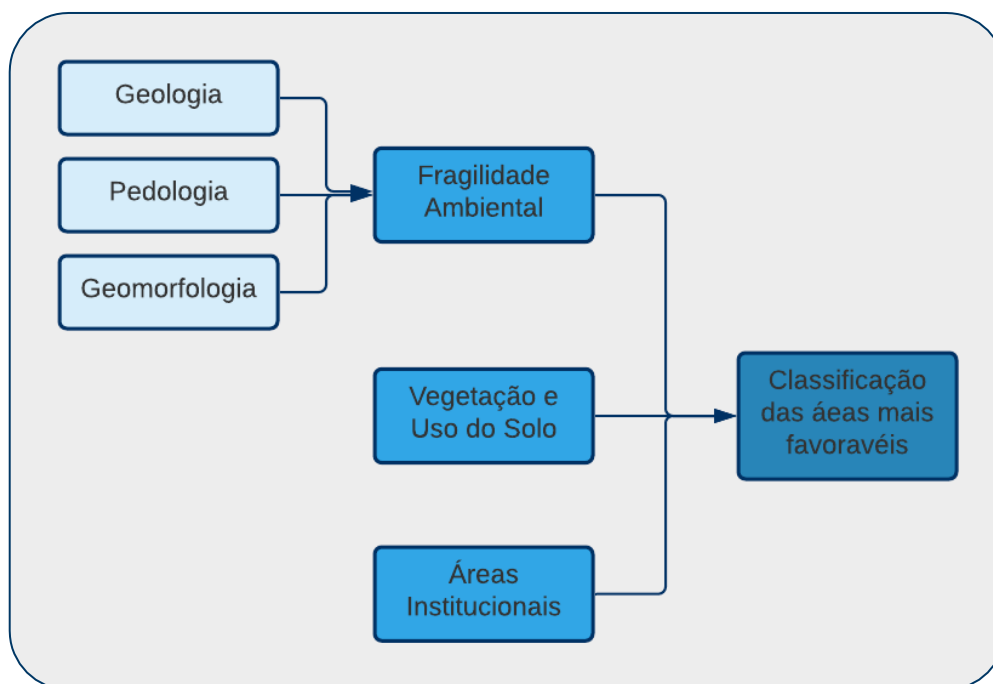 Geologia
Pedologia
Geomorfologia
Fragilidade
Ambiental
Vegetação e
Uso do Solo
Áreas
Institucionais
Classificação
das áeas mais
favoravéis